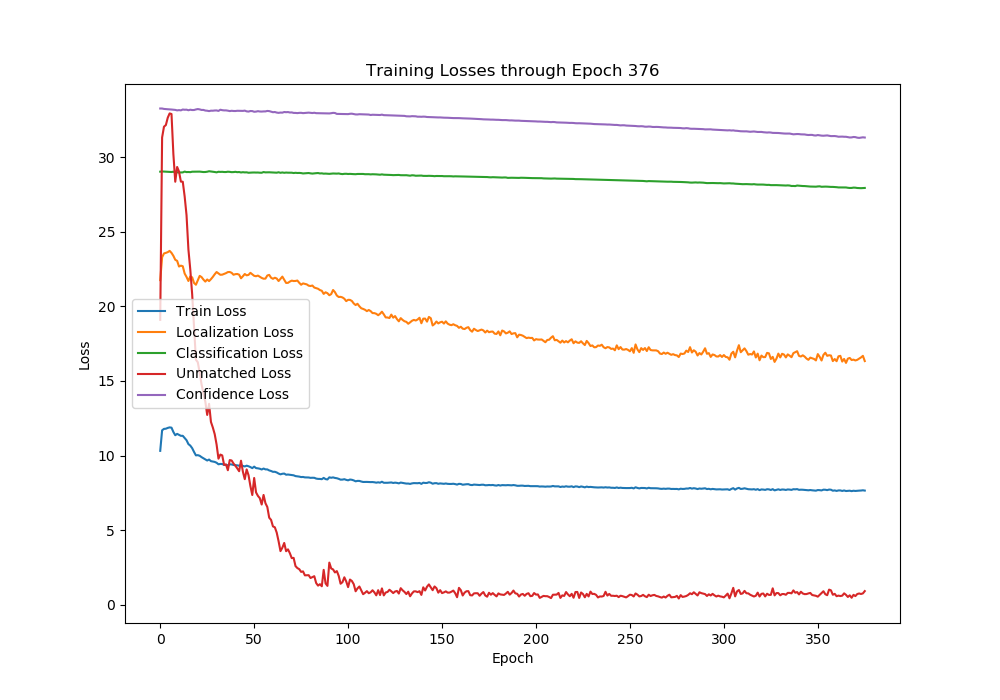 Training Losses through Epoch 376
Loss
30
25
20
15
10
5
0
Train Loss
Localization Loss
Classification Loss
Unmatched Loss
Confidence Loss
0 50 100 150 200 250 300 350
Epoch